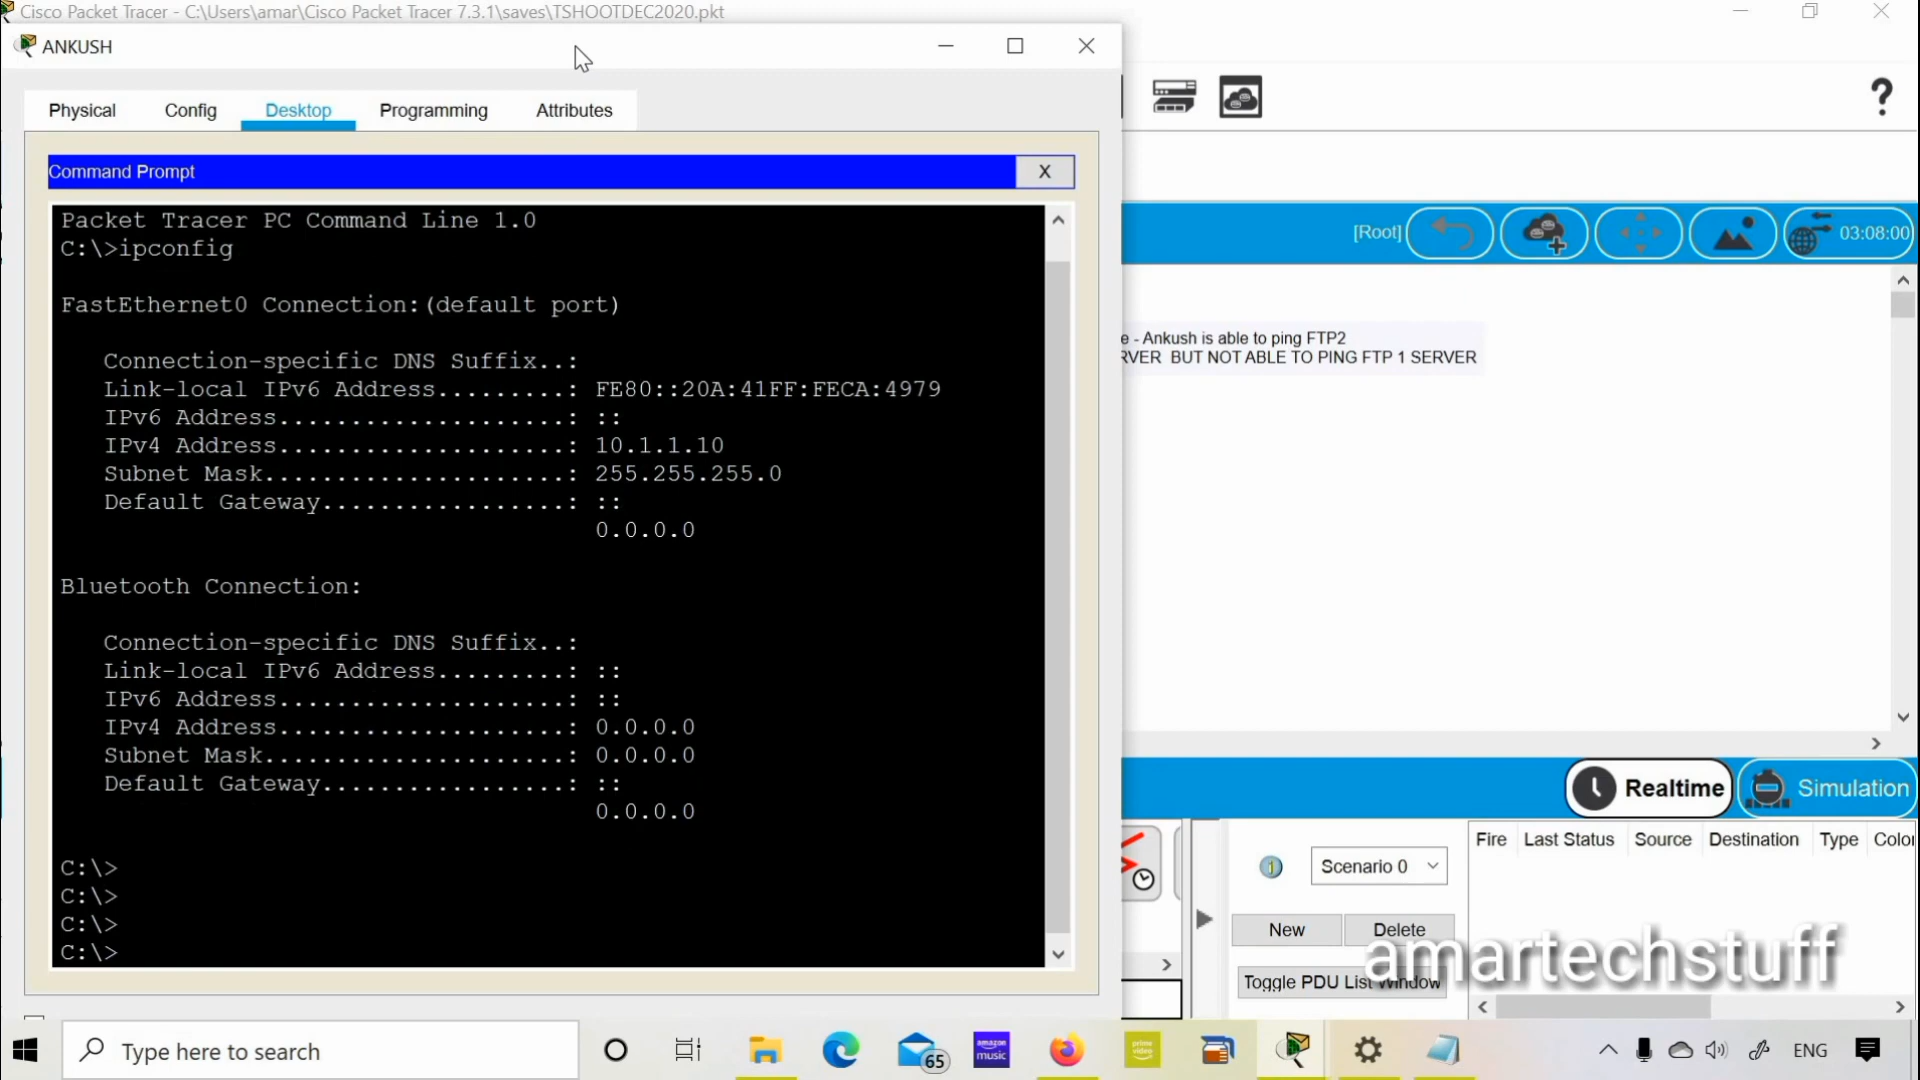 Cisco Packet Tracer - C:\Users\amar\Cisco Packet Tracer 7.3.1\saves\TSHOOTDEC2020.pkt
ANKUSH
Physical Config Desktop Programming Attributes
?
Command Prompt X
Packet Tracer PC Command Line 1.0
C:\>ipconfig
FastEthernet0 Connection:(default port)
Connection-specific DNS Suffix..:
Link-local IPv6 Address.........: FE80::20A:41FF:FECA:4979
IPv6 Address....................: ::
IPv4 Address....................: 10.1.1.10
Subnet Mask.....................: 255.255.255.0
Default Gateway.................: ::
0.0.0.0
Bluetooth Connection:
Connection-specific DNS Suffix..:
Link-local IPv6 Address.........: ::
IPv6 Address....................: ::
IPv4 Address....................: 0.0.0.0
Subnet Mask.....................: 0.0.0.0
Default Gateway.................: ::
0.0.0.0
C:\>
C:\>
C:\>
C:\>
[Root] 03:08:00
e - Ankush is able to ping FTP2
RVER BUT NOT ABLE TO PING FTP 1 SERVER
Realtime Simulation
Fire Last Status Source Destination Type Color
Scenario 0
New Delete
Toggle PDU List Window
amartechstuff
Type here to search
65
amazon music
prime video
ENG